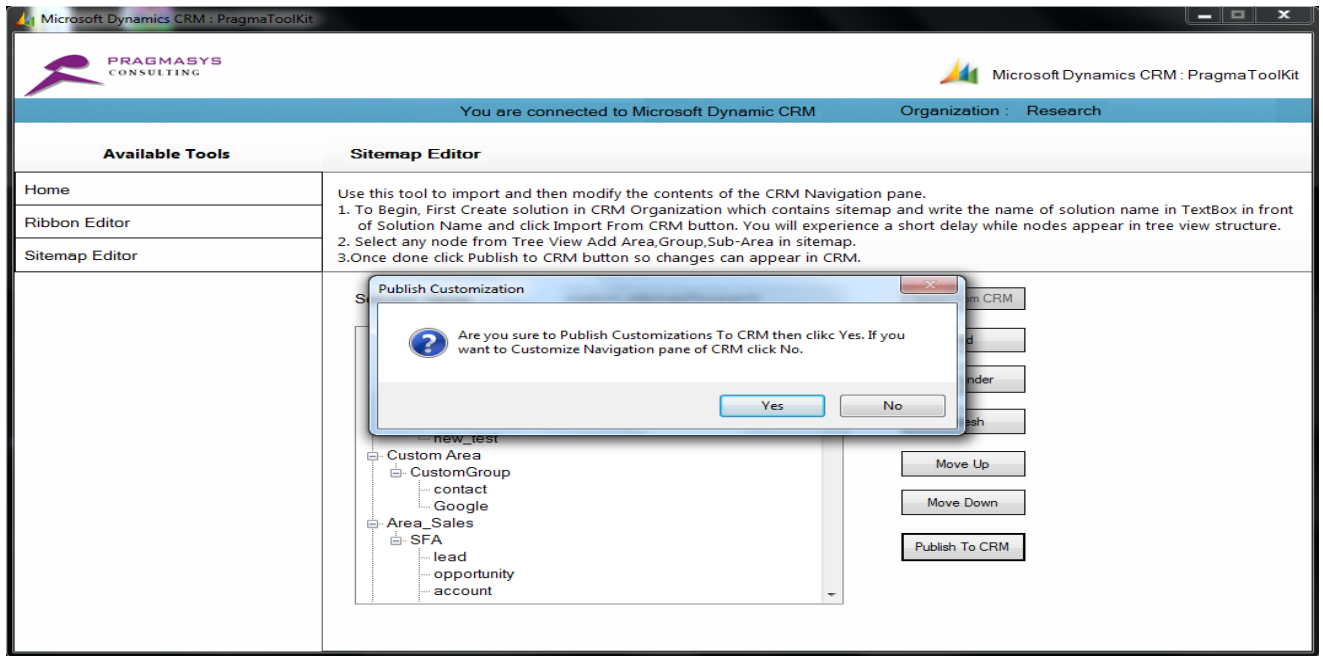 Microsoft Dynamics CRM : PragmaToolKit
PRAGMASYS
CONSULTING
Microsoft Dynamics CRM : PragmaToolKit
You are connected to Microsoft Dynamic CRM Organization : Research
Available Tools
Home
Ribbon Editor
Sitemap Editor
Sitemap Editor
Use this tool to import and then modify the contents of the CRM Navigation pane.
1. To Begin, First Create solution in CRM Organization which contains sitemap and write the name of solution name in TextBox in front
of Solution Name and click Import From CRM button. You will experience a short delay while nodes appear in tree view structure.
2. Select any node from Tree View Add Area,Group,Sub-Area in sitemap.
3.Once done click Publish to CRM button so changes can appear in CRM.
Publish Customization
Are you sure to Publish Customizations To CRM then clikc Yes. If you
want to Customize Navigation pane of CRM click No.
Yes No
CRM
new_test
Custom Area
CustomGroup
contact
Google
Area_Sales
SFA
lead
opportunity
account
Move Up
Move Down
Publish To CRM